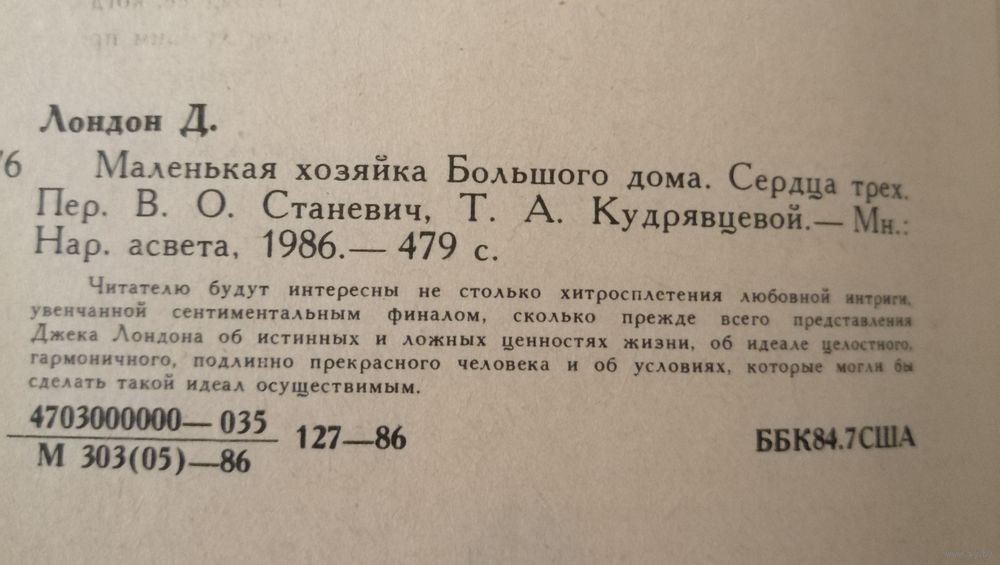 Лондон Д.
76 Маленькая хозяйка Большого дома. Сердца трех.
Пер. В. О. Станевич, Т. А. Кудрявцевой.— Мн.:
Нар. асвета, 1986.— 479 с.
Читателю будут интересны не столько хитросплетения любовной интриги,
увенчанной сентиментальным финалом, сколько прежде всего представления
Джека Лондона об истинных и ложных ценностях жизни, об идеале целостного,
гармоничного, подлинно прекрасного человека и об условиях, которые могли бы
сделать такой идеал осуществимым.
4703000000—035
М 303(05)—86
127—86
ББК84.7США